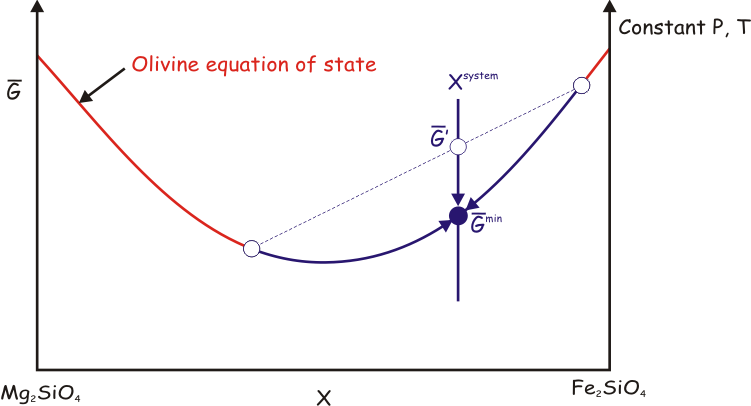 Constant P, T
Olivine equation of state
G̅
X^system
G̅'
G̅^min
Mg₂SiO₄
X
Fe₂SiO₄